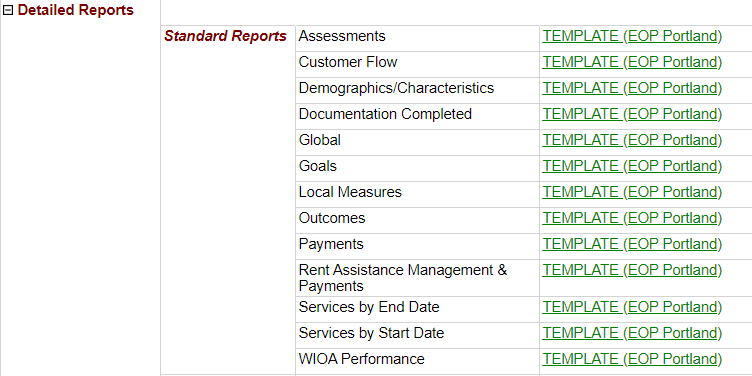 Detailed Reports
Standard Reports Assessments TEMPLATE (EOP Portland)
Customer Flow TEMPLATE (EOP Portland)
Demographics/Characteristics TEMPLATE (EOP Portland)
Documentation Completed TEMPLATE (EOP Portland)
Global TEMPLATE (EOP Portland)
Goals TEMPLATE (EOP Portland)
Local Measures TEMPLATE (EOP Portland)
Outcomes TEMPLATE (EOP Portland)
Payments TEMPLATE (EOP Portland)
Rent Assistance Management & TEMPLATE (EOP Portland)
Payments
Services by End Date TEMPLATE (EOP Portland)
Services by Start Date TEMPLATE (EOP Portland)
WIOA Performance TEMPLATE (EOP Portland)